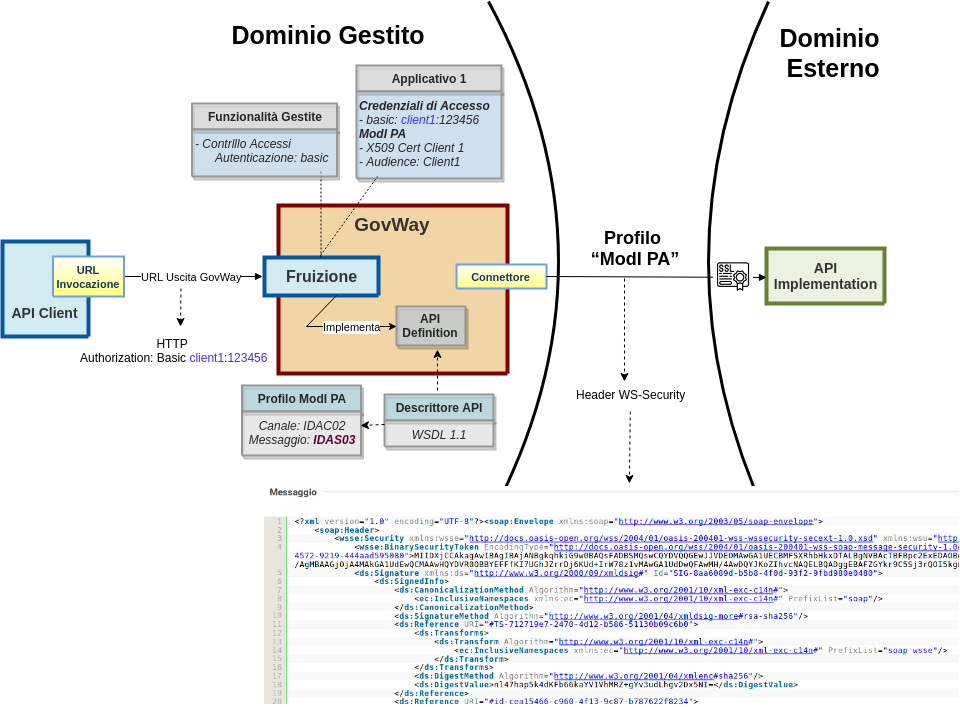 Dominio Gestito
Dominio
Esterno
Applicativo 1
Credenziali di Accesso
- basic: client1:123456
ModI PA
- X509 Cert Client 1
- Audience: Client1
Funzionalità Gestite
- Contrlllo Accessi
Autenticazione: basic
GovWay
URL
Invocazione
API Client
URL Uscita GovWay
Fruizione
Connettore
Profilo
“ModI PA”
SSL
API
Implementation
Implementa
API
Definition
HTTP
Authorization: Basic client1:123456
Profilo ModI PA
Canale: IDAC02
Messaggio: IDAS03
Descrittore API
WSDL 1.1
Header WS-Security
Messaggio
1 <?xml version="1.0" encoding="UTF-8"?><soap:Envelope xmlns:soap="http://www.w3.org/2003/05/soap-envelope">
2 <soap:Header>
3 <wsse:Security xmlns:wsse="http://docs.oasis-open.org/wss/2004/01/oasis-200401-wss-wssecurity-secext-1.0.xsd" xmlns:wsu="http
4 <wsse:BinarySecurityToken EncodingType="http://docs.oasis-open.org/wss/2004/01/oasis-200401-wss-soap-message-security-1.0
5 <ds:Signature xmlns:ds="http://www.w3.org/2000/09/xmldsig#" Id="SIG-8aa6089d-b5b8-4f0d-93f2-9fbd980e0480">
6 <ds:SignedInfo>
7 <ds:CanonicalizationMethod Algorithm="http://www.w3.org/2001/10/xml-exc-c14n#">
8 <ec:InclusiveNamespaces xmlns:ec="http://www.w3.org/2001/10/xml-exc-c14n#" PrefixList="soap"/>
9 </ds:CanonicalizationMethod>
10 <ds:SignatureMethod Algorithm="http://www.w3.org/2001/04/xmldsig-more#rsa-sha256"/>
11 <ds:Reference URI="#TS-712719e7-2470-4d12-b586-51130b09c6b0">
12 <ds:Transforms>
13 <ds:Transform Algorithm="http://www.w3.org/2001/10/xml-exc-c14n#">
14 <ec:InclusiveNamespaces xmlns:ec="http://www.w3.org/2001/10/xml-exc-c14n#" PrefixList="soap wsse"/>
15 </ds:Transform>
16 </ds:Transforms>
17 <ds:DigestMethod Algorithm="http://www.w3.org/2001/04/xmlenc#sha256"/>
18 <ds:DigestValue>nl47hap5k4dKFb66kaYV1VhMRZ+gYv3udLhgv2Dx5NI=</ds:DigestValue>
19 </ds:Reference>
20 <ds:Reference URI="#id-cea15466-c960-4f13-9c87-b787622f8234">